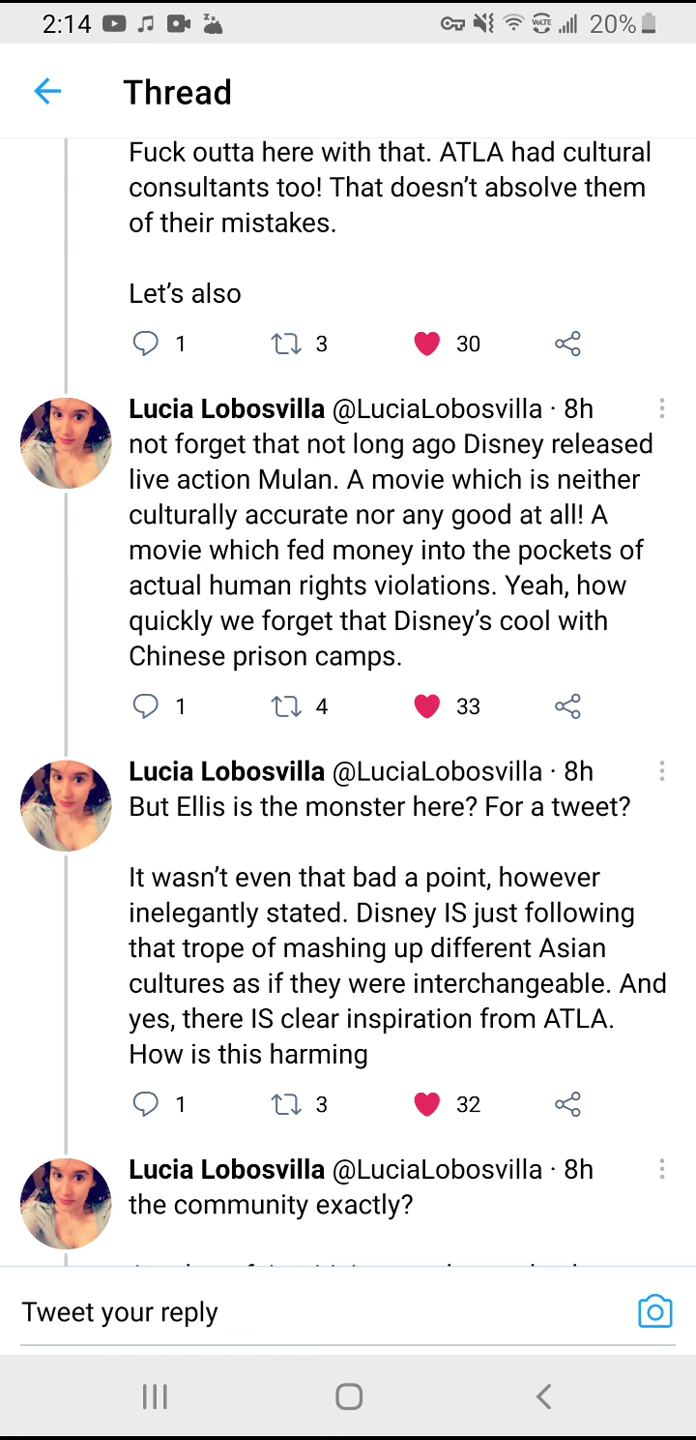 2:14
VoLTE
20%
Thread
Fuck outta here with that. ATLA had cultural
consultants too! That doesn’t absolve them
of their mistakes.
Let’s also
1 3 30
Lucia Lobosvilla @LuciaLobosvilla · 8h
not forget that not long ago Disney released
live action Mulan. A movie which is neither
culturally accurate nor any good at all! A
movie which fed money into the pockets of
actual human rights violations. Yeah, how
quickly we forget that Disney’s cool with
Chinese prison camps.
1 4 33
Lucia Lobosvilla @LuciaLobosvilla · 8h
But Ellis is the monster here? For a tweet?
It wasn’t even that bad a point, however
inelegantly stated. Disney IS just following
that trope of mashing up different Asian
cultures as if they were interchangeable. And
yes, there IS clear inspiration from ATLA.
How is this harming
1 3 32
Lucia Lobosvilla @LuciaLobosvilla · 8h
the community exactly?
Tweet your reply